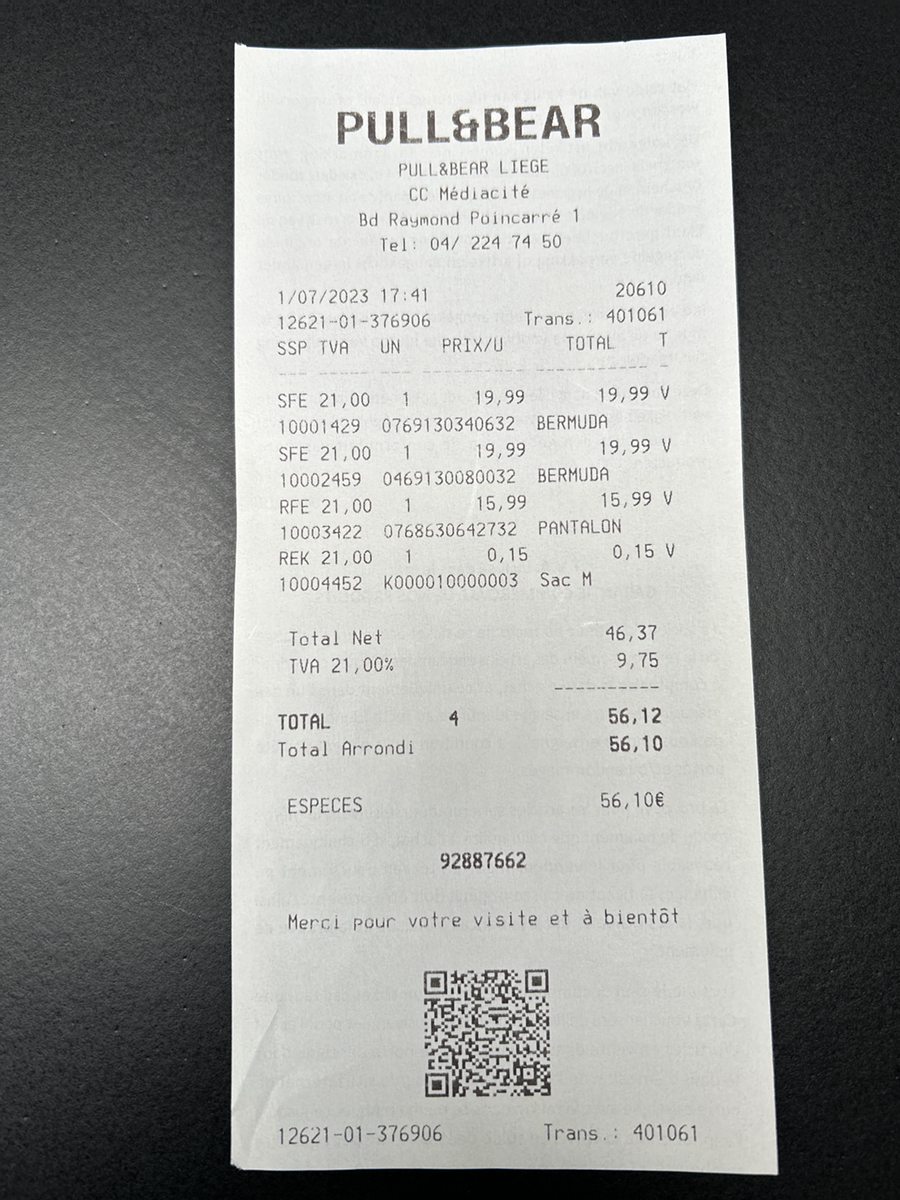 PULL&BEAR
PULL&BEAR LIEGE
CC Médiacité
Bd Raymond Poincarré 1
Tel: 04/ 224 74 50
1/07/2023 17:41 20610
12621-01-376906 Trans.: 401061
SSP TVA UN PRIX/U TOTAL T
SFE 21,00 1 19,99 19,99 V
10001429 0769130340632 BERMUDA
SFE 21,00 1 19,99 19,99 V
10002459 0469130080032 BERMUDA
RFE 21,00 1 15,99 15,99 V
10003422 0768630642732 PANTALON
REK 21,00 1 0,15 0,15 V
10004452 K000010000003 Sac M
Total Net 46,37
TVA 21,00% 9,75
TOTAL 4 56,12
Total Arrondi 56,10
ESPECES 56,10€
92887662
Merci pour votre visite et à bientôt
12621-01-376906 Trans.: 401061